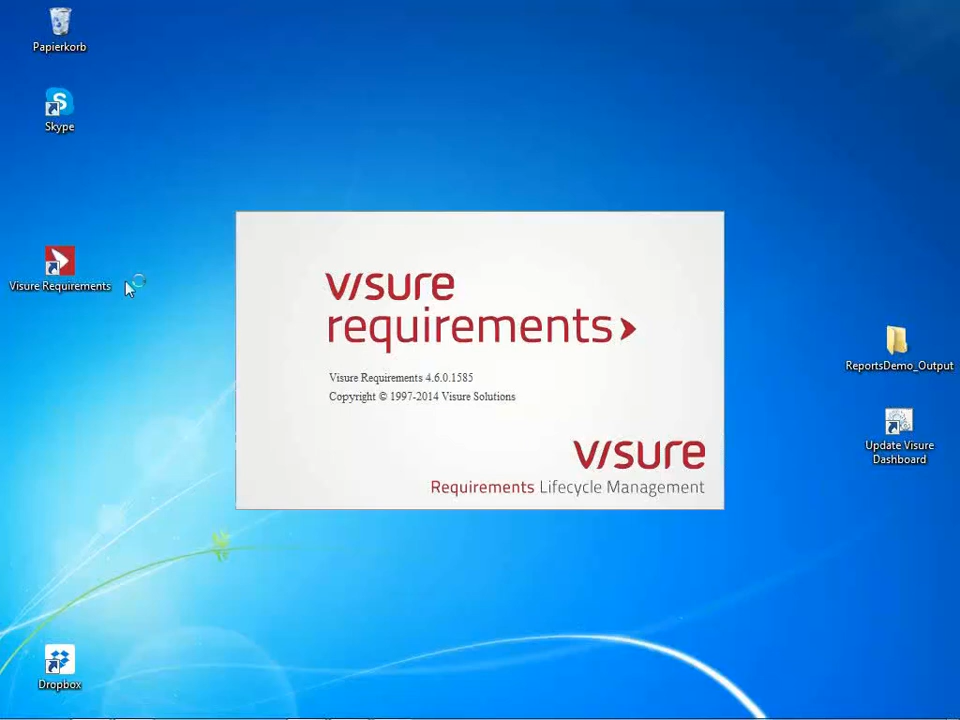 Papierkorb
Skype
Visure Requirements
visure
requirements
Visure Requirements 4.6.0.1585
Copyright © 1997-2014 Visure Solutions
visure
Requirements Lifecycle Management
ReportsDemo_Output
Update Visure
Dashboard
Dropbox